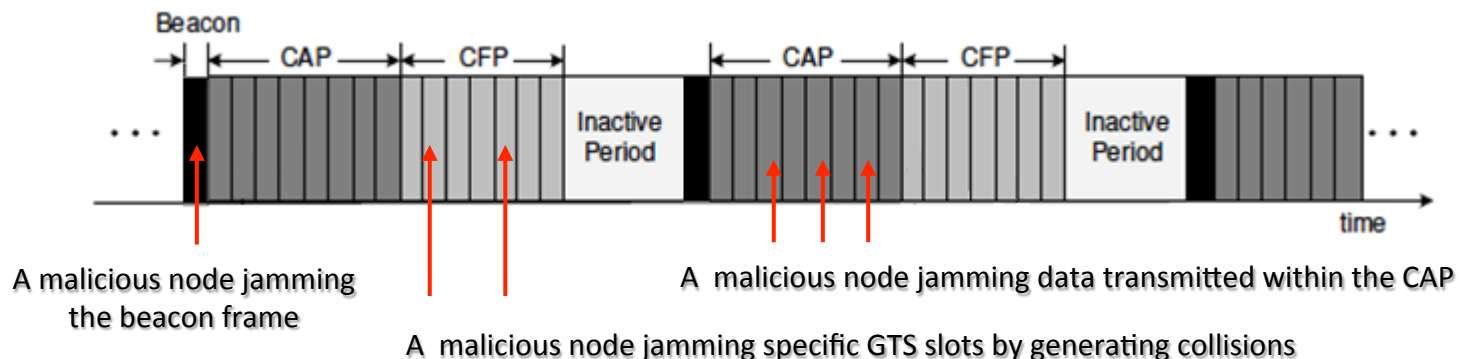 Beacon
CAP CFP CAP CFP
Inactive Period Inactive Period
... ...
time
A malicious node jamming
the beacon frame
A malicious node jamming data transmitted within the CAP
A malicious node jamming specific GTS slots by generating collisions